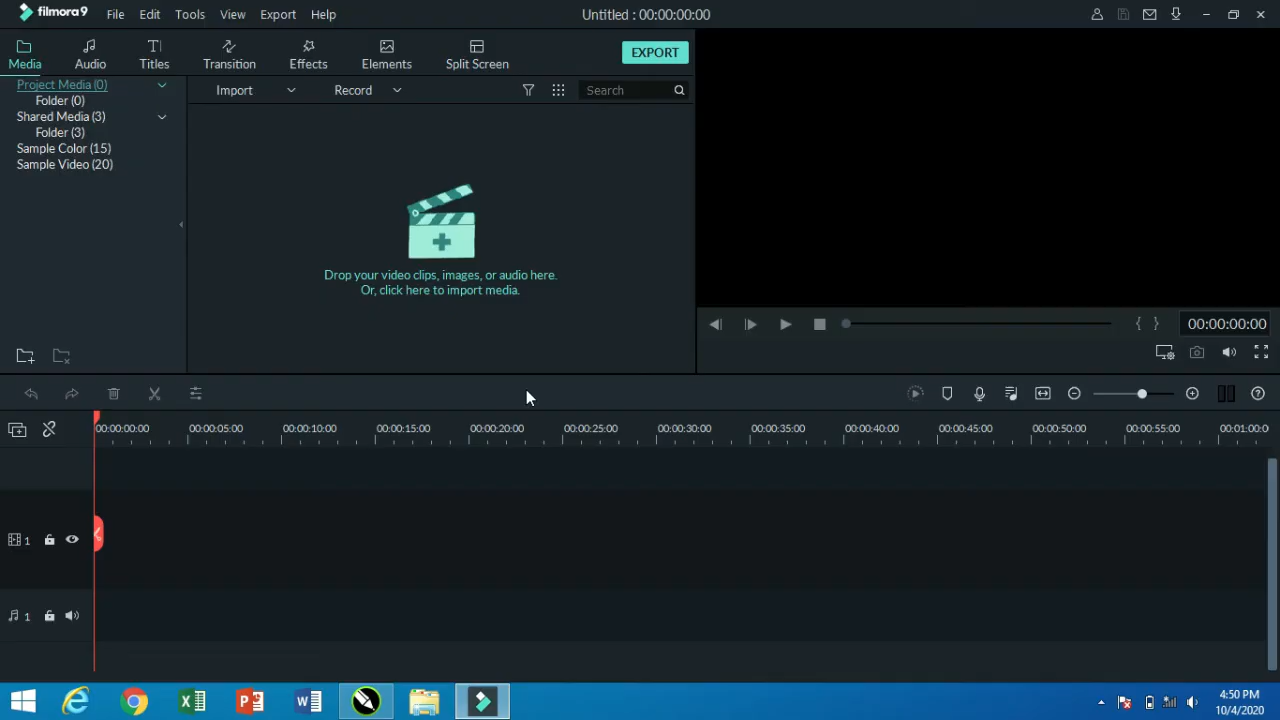 filmora9 File Edit Tools View Export Help Untitled : 00:00:00:00
Media Audio Titles Transition Effects Elements Split Screen EXPORT
Project Media (0)
Folder (0)
Shared Media (3)
Folder (3)
Sample Color (15)
Sample Video (20)
Import Record Search
Drop your video clips, images, or audio here.
Or, click here to import media.
00:00:00:00
00:00:00:00 00:00:05:00 00:00:10:00 00:00:15:00 00:00:20:00 00:00:25:00 00:00:30:00 00:00:35:00 00:00:40:00 00:00:45:00 00:00:50:00 00:00:55:00 00:01:00:0
1
1
4:50 PM
10/4/2020